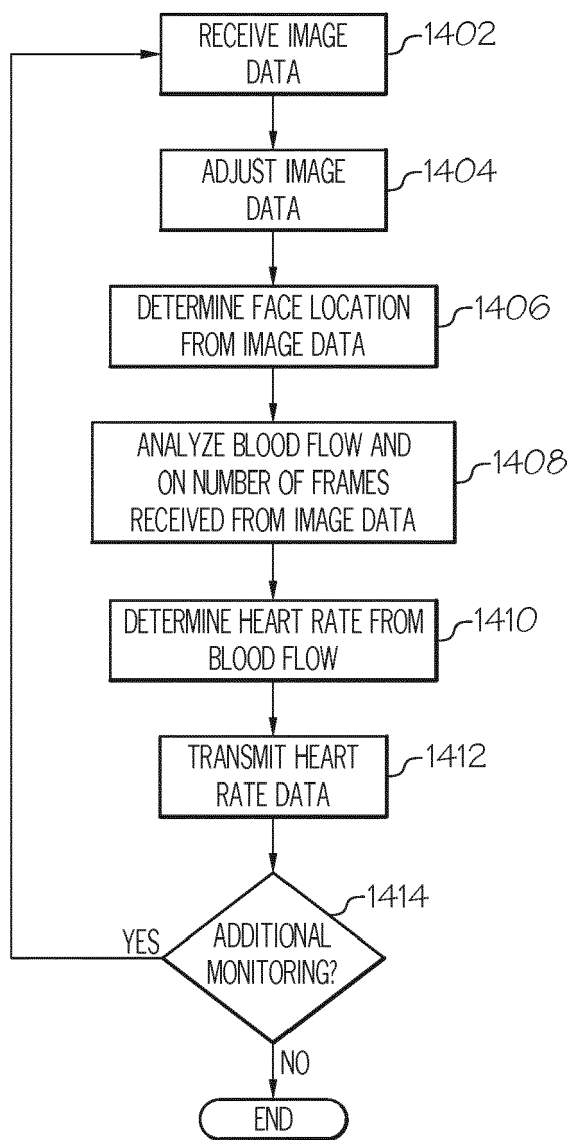 RECEIVE IMAGE
DATA
1402
ADJUST IMAGE
DATA
1404
DETERMINE FACE LOCATION
FROM IMAGE DATA
1406
ANALYZE BLOOD FLOW AND
ON NUMBER OF FRAMES
RECEIVED FROM IMAGE DATA
1408
DETERMINE HEART RATE FROM
BLOOD FLOW
1410
TRANSMIT HEART
RATE DATA
1412
1414
YES
ADDITIONAL
MONITORING?
NO
END